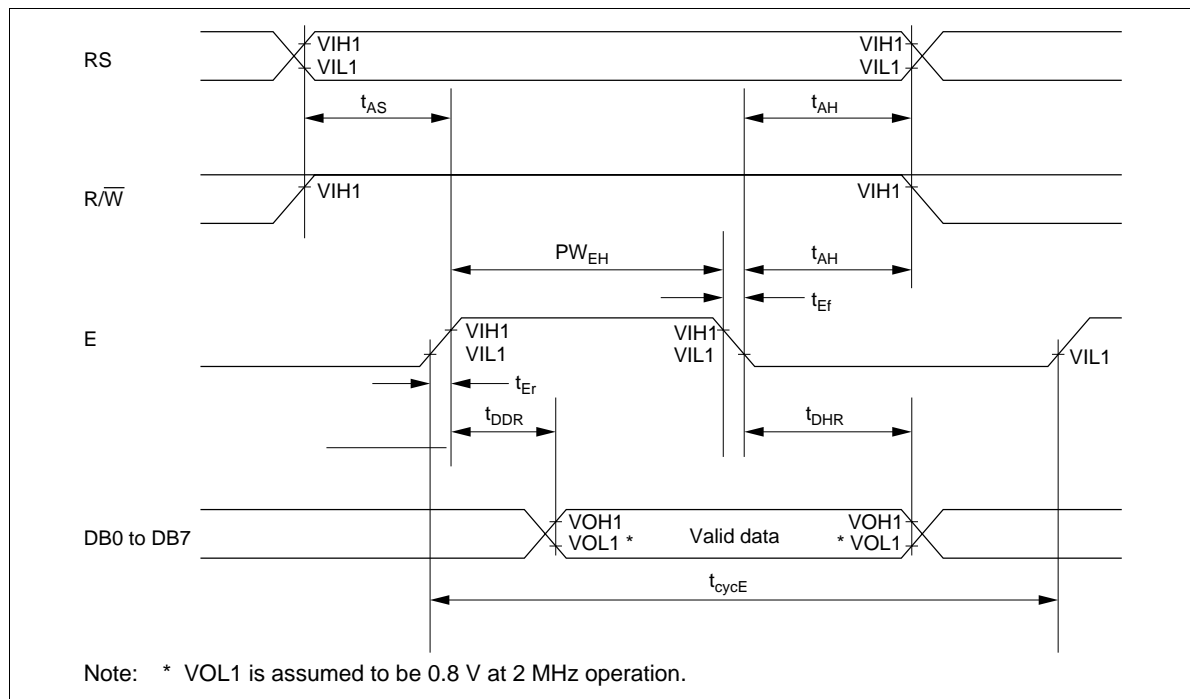 RS
VIH1
VIL1
VIH1
VIL1
tAS
tAH
R/W̅
VIH1
VIH1
PWEH
tAH
tEf
E
VIH1
VIL1
VIH1
VIL1
VIL1
tEr
tDDR
tDHR
DB0 to DB7
VOH1
VOL1 *
Valid data
VOH1
* VOL1
tcycE
Note: * VOL1 is assumed to be 0.8 V at 2 MHz operation.